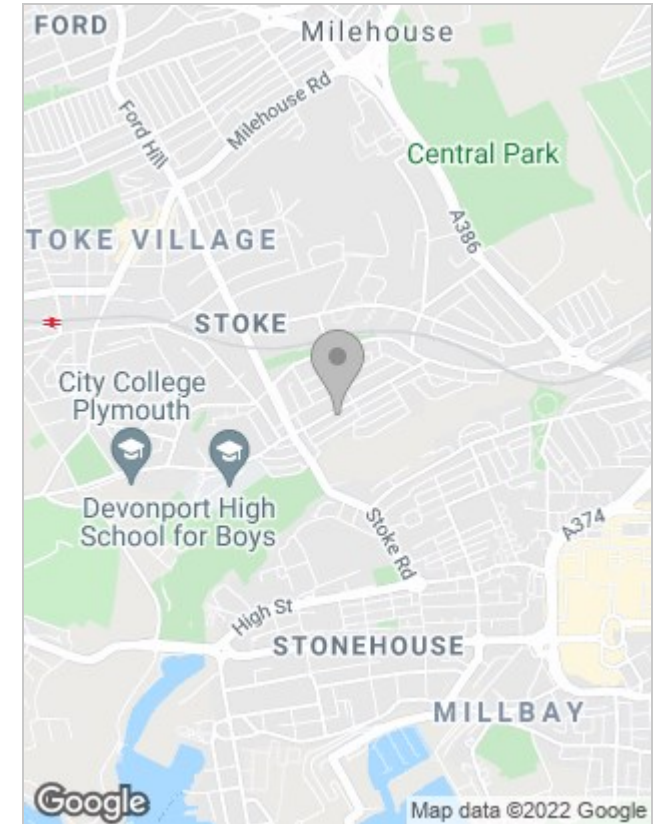 FORD
Milehouse
Ford Hill
Milehouse Rd
Central Park
TOKE VILLAGE
A386
STOKE
City College
Plymouth
Devonport High
School for Boys
Stoke Rd
A374
High St
STONEHOUSE
MILLBAY
Google
Map data ©2022 Google